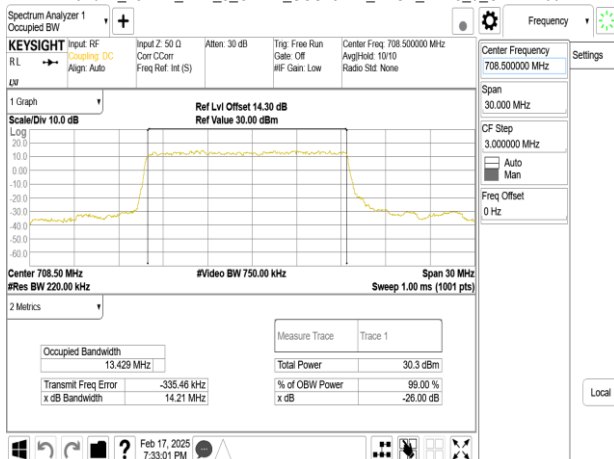 Spectrum Analyzer 1
Occupied BW
+
Frequency
KEYSIGHT
RL
LXI
Input: RF
Coupling: DC
Align: Auto
Input Z: 50 Ω
Corr CCorr
Freq Ref: Int (S)
Atten: 30 dB
Trig: Free Run
Gate: Off
#IF Gain: Low
Center Freq: 708.500000 MHz
Avg|Hold: 10/10
Radio Std: None
Center Frequency
708.500000 MHz
Settings
Span
30.000 MHz
CF Step
3.000000 MHz
Auto
Man
Freq Offset
0 Hz
Local
1 Graph
Scale/Div 10.0 dB
Ref Lvl Offset 14.30 dB
Ref Value 30.00 dBm
Log
20.0
10.0
0.00
-10.0
-20.0
-30.0
-40.0
-50.0
-60.0
Center 708.50 MHz
#Video BW 750.00 kHz
Span 30 MHz
#Res BW 220.00 kHz
Sweep 1.00 ms (1001 pts)
2 Metrics
Measure Trace
Trace 1
Occupied Bandwidth
13.429 MHz
Total Power
30.3 dBm
Transmit Freq Error
-335.46 kHz
% of OBW Power
99.00 %
x dB Bandwidth
14.21 MHz
x dB
-26.00 dB
?
Feb 17, 2025
7:33:01 PM